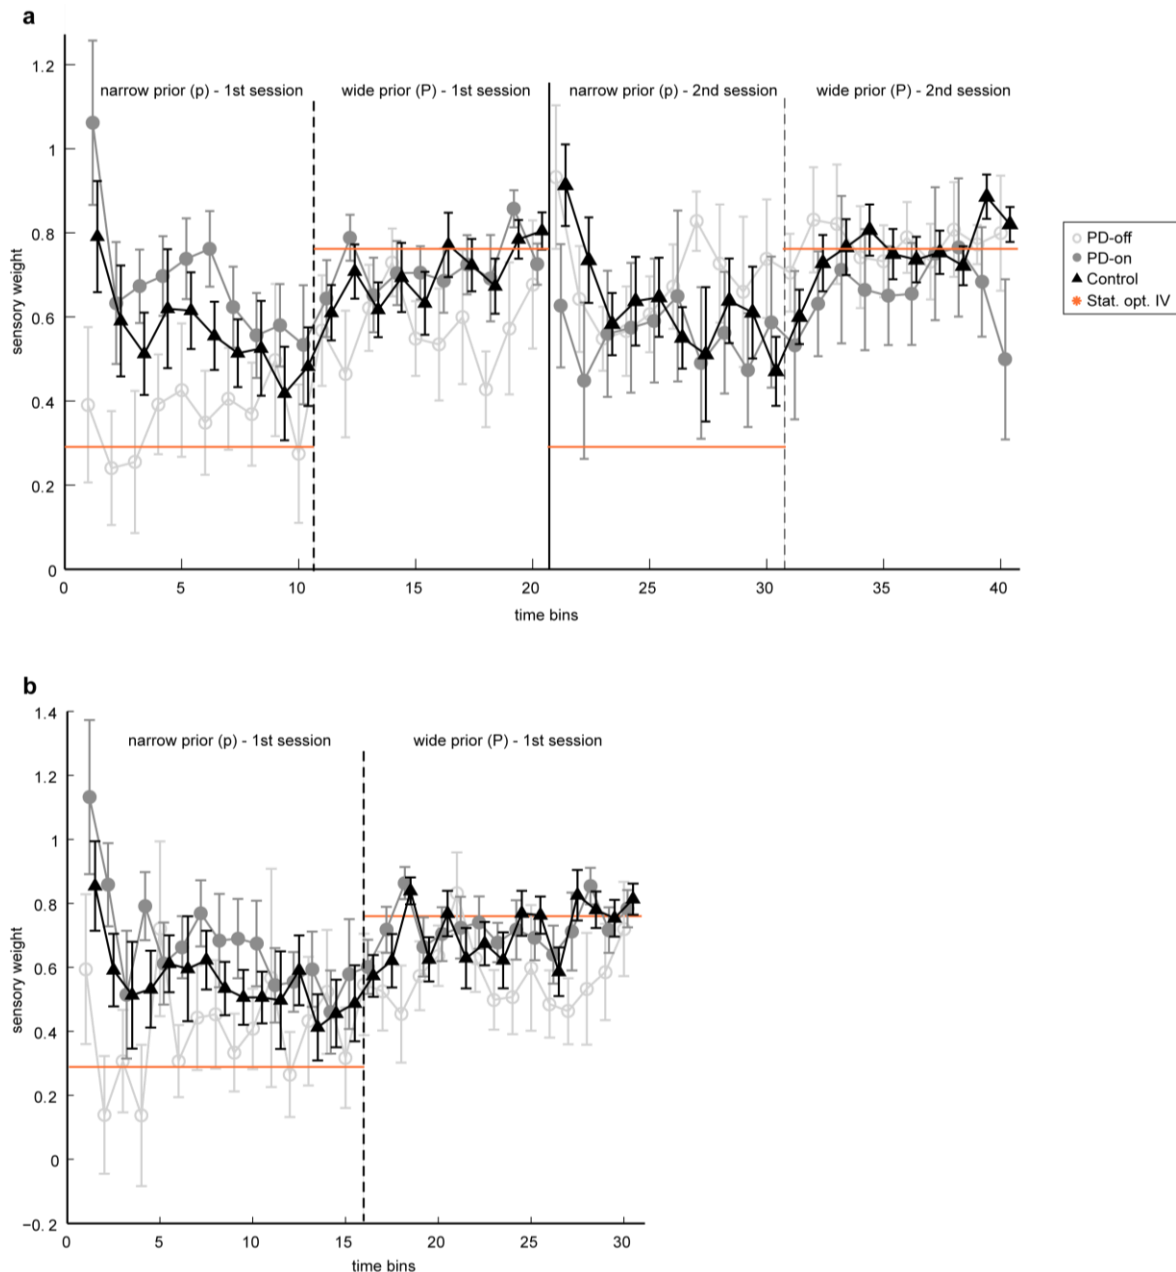 a
1.2
1
0.8
0.6
0.4
0.2
0
sensory weight
narrow prior (p) - 1st session
wide prior (P) - 1st session
narrow prior (p) - 2nd session
wide prior (P) - 2nd session
0 5 10 15 20 25 30 35 40
time bins
PD-off
PD-on
Control
Stat. opt. IV
b
1.4
1.2
1
0.8
0.6
0.4
0.2
0
−0.2
sensory weight
narrow prior (p) - 1st session
wide prior (P) - 1st session
0 5 10 15 20 25 30
time bins